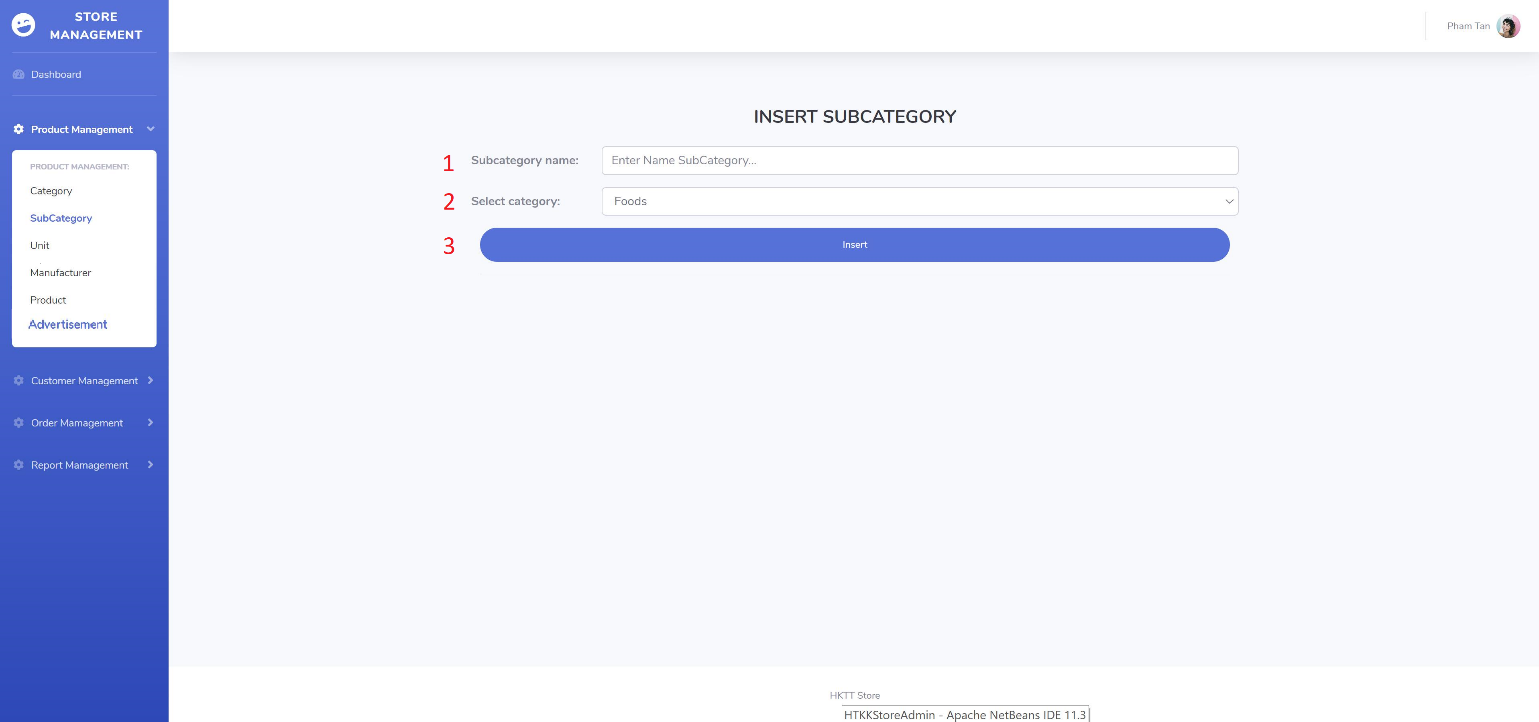 STORE
MANAGEMENT
Pham Tan
Dashboard
Product Management
PRODUCT MANAGEMENT:
Category
SubCategory
Unit
Manufacturer
Product
Advertisement
Customer Management
Order Mamagement
Report Mamagement
INSERT SUBCATEGORY
1 Subcategory name: Enter Name SubCategory...
2 Select category: Foods
3 Insert
HKTT Store
HTKKStoreAdmin - Apache NetBeans IDE 11.3